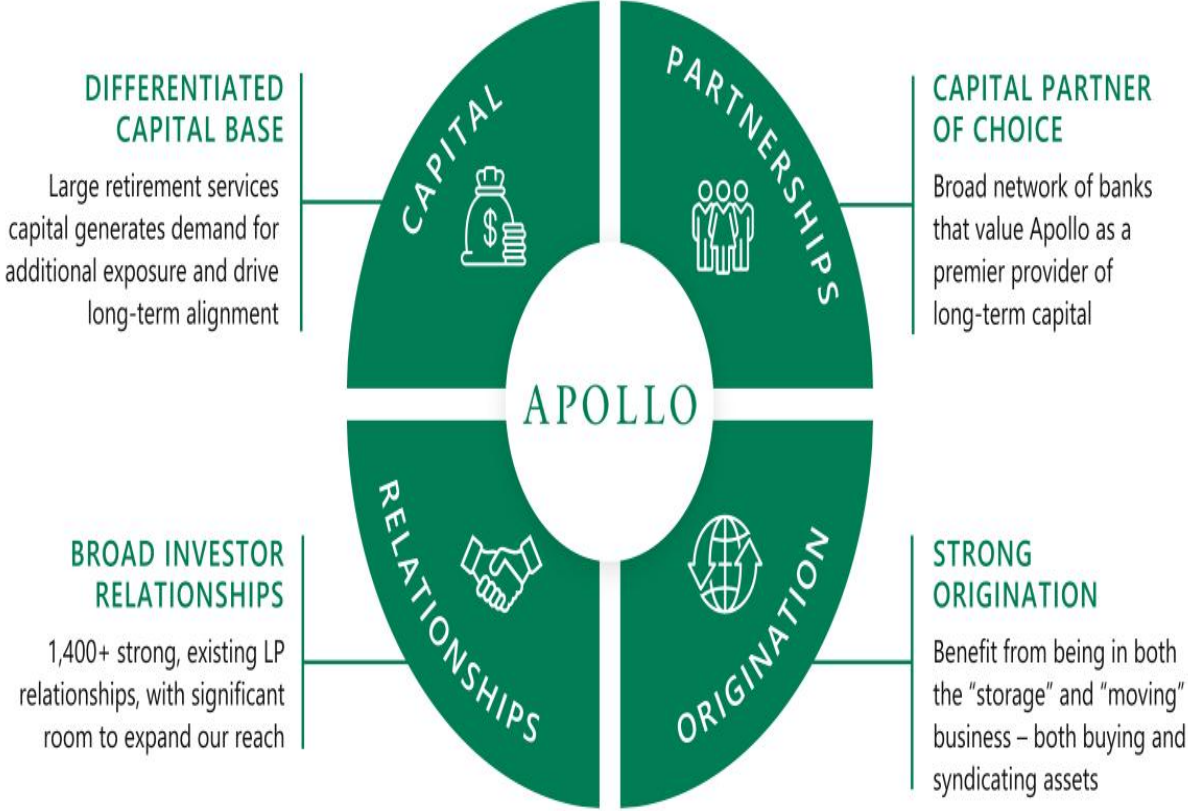 DIFFERENTIATED
CAPITAL BASE
Large retirement services
capital generates demand for
additional exposure and drive
long-term alignment
CAPITAL
$
PARTNERSHIPS
CAPITAL PARTNER
OF CHOICE
Broad network of banks
that value Apollo as a
premier provider of
long-term capital
APOLLO
BROAD INVESTOR
RELATIONSHIPS
1,400+ strong, existing LP
relationships, with significant
room to expand our reach
RELATIONSHIPS
ORIGINATION
STRONG
ORIGINATION
Benefit from being in both
the “storage” and “moving”
business – both buying and
syndicating assets